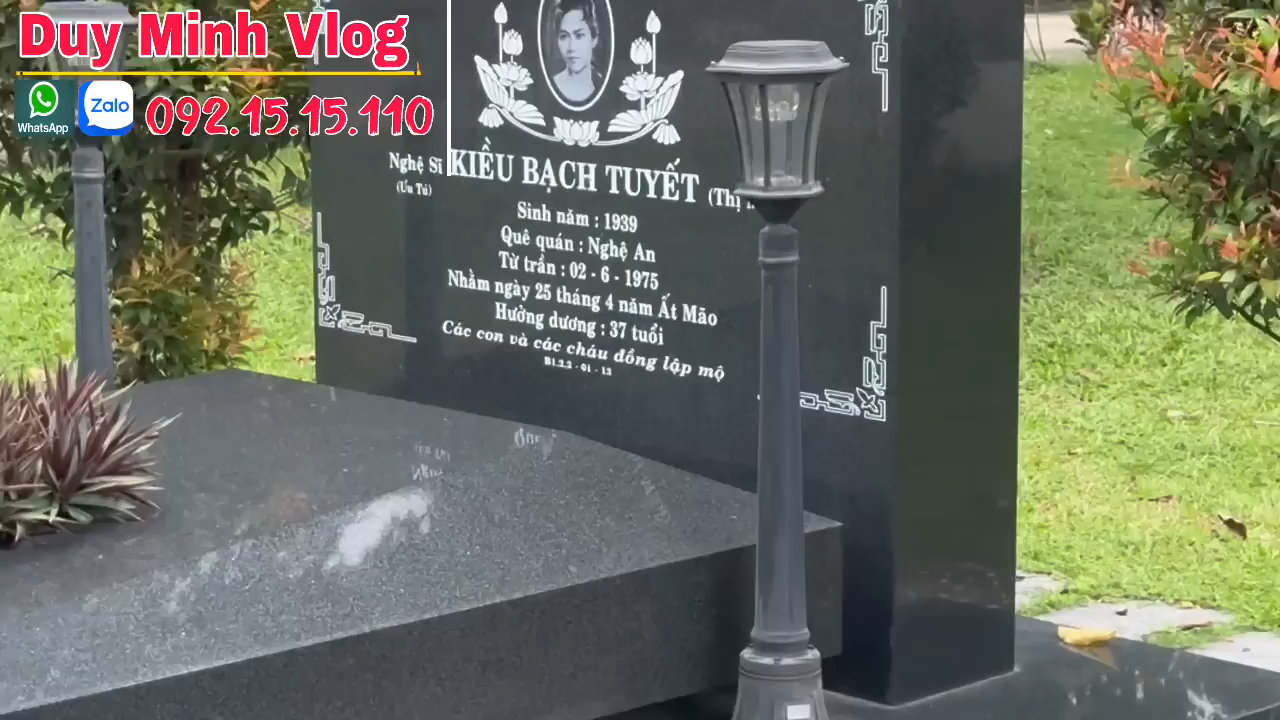 Duy Minh Vlog
WhatsApp
Zalo
092.15.15.110
Nghệ Sĩ KIỀU BẠCH TUYẾT (Thị
(Ưu Tú)
Sinh năm : 1939
Quê quán : Nghệ An
Từ trần : 02 - 6 - 1975
Nhằm ngày 25 tháng 4 năm Ất Mão
Hưởng dương : 37 tuổi
Các con và các cháu đồng lập mộ